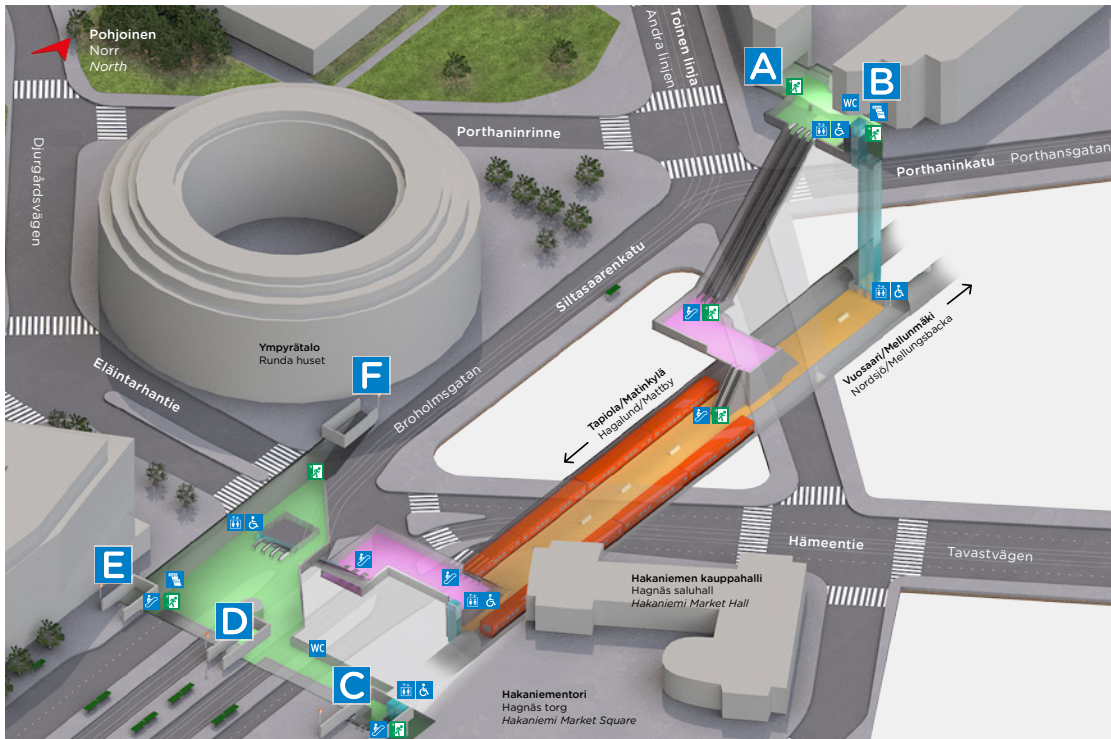 Pohjoinen
Norr
North
Toinen linja
Andra linjen
A
B
WC
Porthaninrinne
Djurgårdsvägen
Porthaninkatu Porthansgatan
Siltasaarenkatu
Broholmsgatan
Ympyrätalo
Runda huset
Eläintarhantie
F
Vuosaari/Mellunmäki
Nordsjö/Mellungsbacka
Tapiola/Matinkylä
Hagalund/Mattby
Hämeentie Tavastvägen
E
D
WC
C
Hakaniemen kauppahalli
Hagnäs saluhall
Hakaniemi Market Hall
Hakaniementori
Hagnäs torg
Hakaniemi Market Square